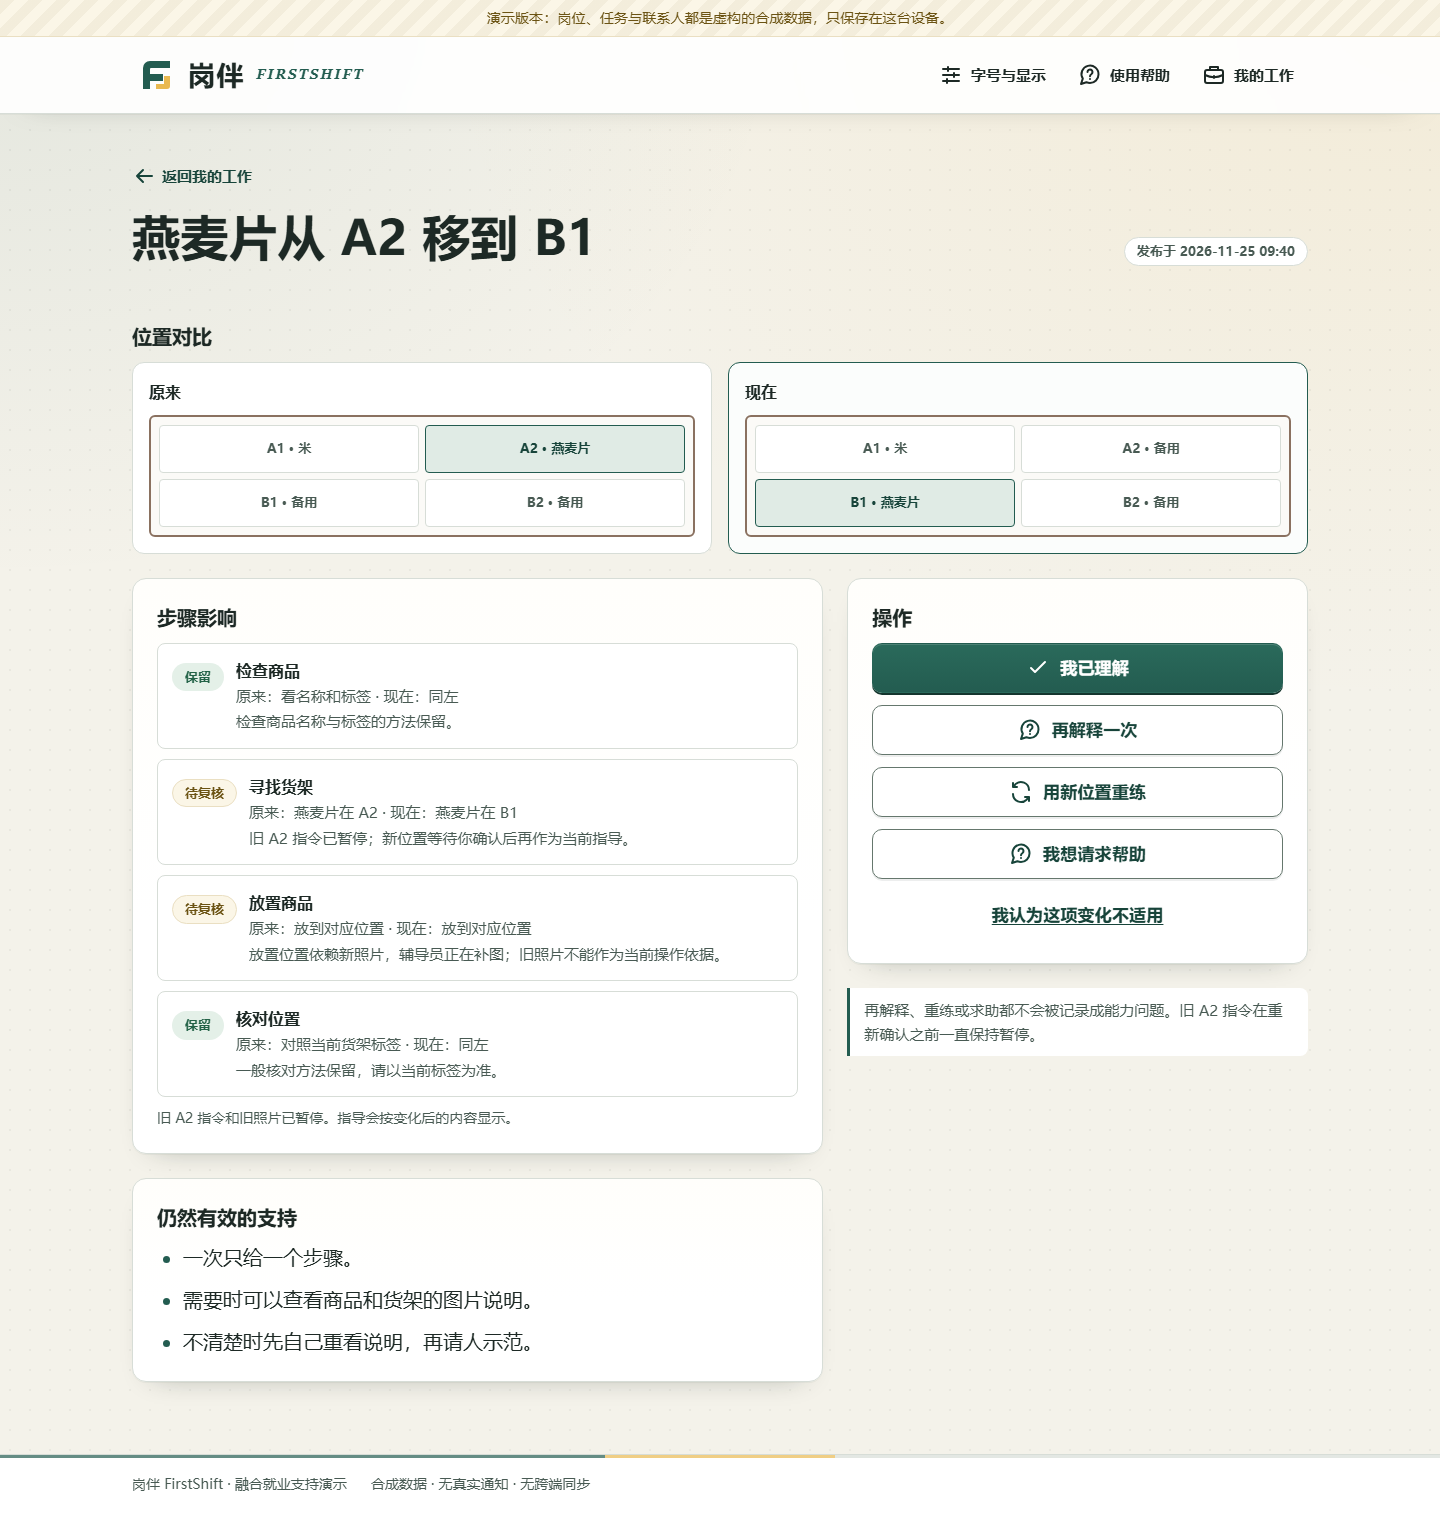 演示版本：岗位、任务与联系人都是虚构的合成数据，只保存在这台设备。
岗伴 FIRSTSHIFT
字号与显示
使用帮助
我的工作
返回我的工作
燕麦片从 A2 移到 B1
发布于 2026-11-25 09:40
位置对比
原来
A1 • 米
A2 • 燕麦片
B1 • 备用
B2 • 备用
现在
A1 • 米
A2 • 备用
B1 • 燕麦片
B2 • 备用
步骤影响
保留
检查商品
原来：看名称和标签 · 现在：同左
检查商品名称与标签的方法保留。
待复核
寻找货架
原来：燕麦片在 A2 · 现在：燕麦片在 B1
旧 A2 指令已暂停；新位置等待你确认后再作为当前指导。
待复核
放置商品
原来：放到对应位置 · 现在：放到对应位置
放置位置依赖新照片，辅导员正在补图；旧照片不能作为当前操作依据。
保留
核对位置
原来：对照当前货架标签 · 现在：同左
一般核对方法保留，请以当前标签为准。
旧 A2 指令和旧照片已暂停。指导会按变化后的内容显示。
操作
我已理解
再解释一次
用新位置重练
我想请求帮助
我认为这项变化不适用
再解释、重练或求助都不会被记录成能力问题。旧 A2 指令在重
新确认之前一直保持暂停。
仍然有效的支持
• 一次只给一个步骤。
• 需要时可以查看商品和货架的图片说明。
• 不清楚时先自己重看说明，再请人示范。
岗伴 FirstShift · 融合就业支持演示
合成数据 · 无真实通知 · 无跨端同步